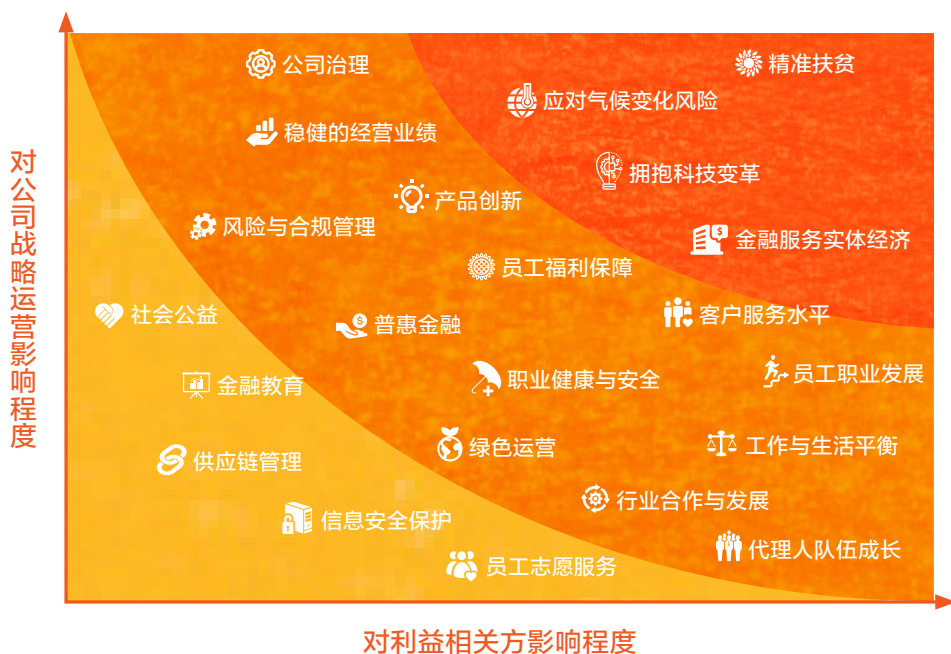 对公司战略运营影响程度
公司治理
精准扶贫
应对气候变化风险
稳健的经营业绩
拥抱科技变革
产品创新
风险与合规管理
金融服务实体经济
员工福利保障
社会公益
普惠金融
客户服务水平
金融教育
职业健康与安全
员工职业发展
绿色运营
工作与生活平衡
供应链管理
行业合作与发展
信息安全保护
代理人队伍成长
员工志愿服务
对利益相关方影响程度